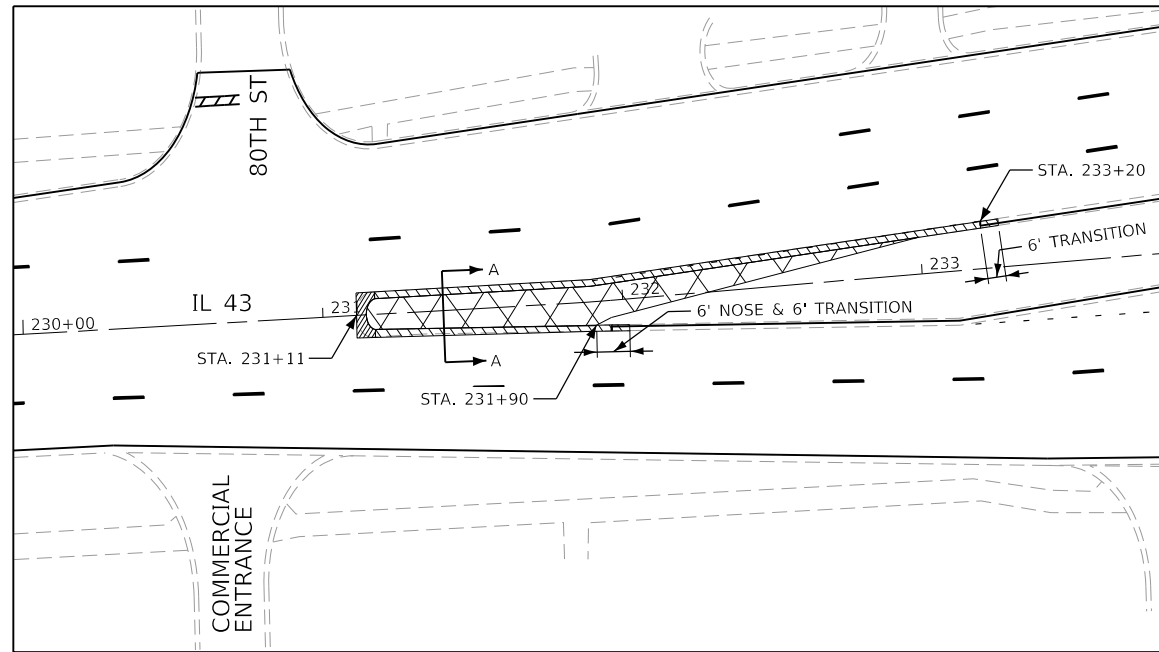 80TH ST
STA. 233+20
6' TRANSITION
A
233
232
IL 43
231
6' NOSE & 6' TRANSITION
230+00
STA. 231+11
A
STA. 231+90
COMMERCIAL
ENTRANCE